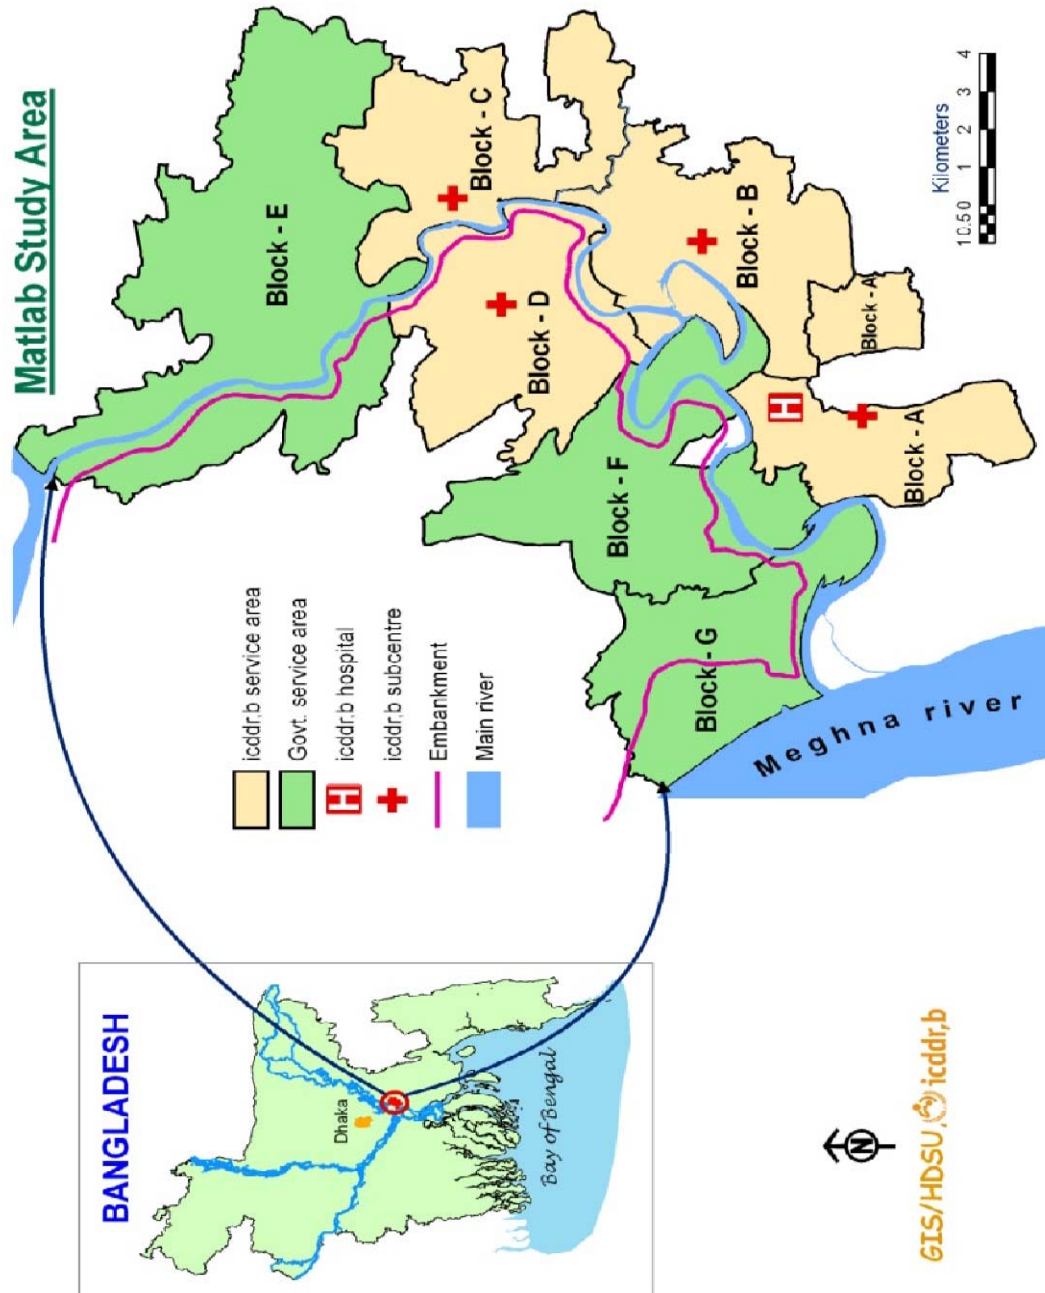 Matlab Study Area
BANGLADESH
Dhaka
Bay of Bengal
icddr,b service area
Govt. service area
H
icddr,b hospital
icddr,b subcentre
Embankment
Main river
Block - E
Block - C
Block - D
Block - B
Block - A
Block - A
Block - F
Block - G
Meghna river
Kilometers
1 0.5 0 1 2 3 4
H
N
GIS/HDSU, icddr,b